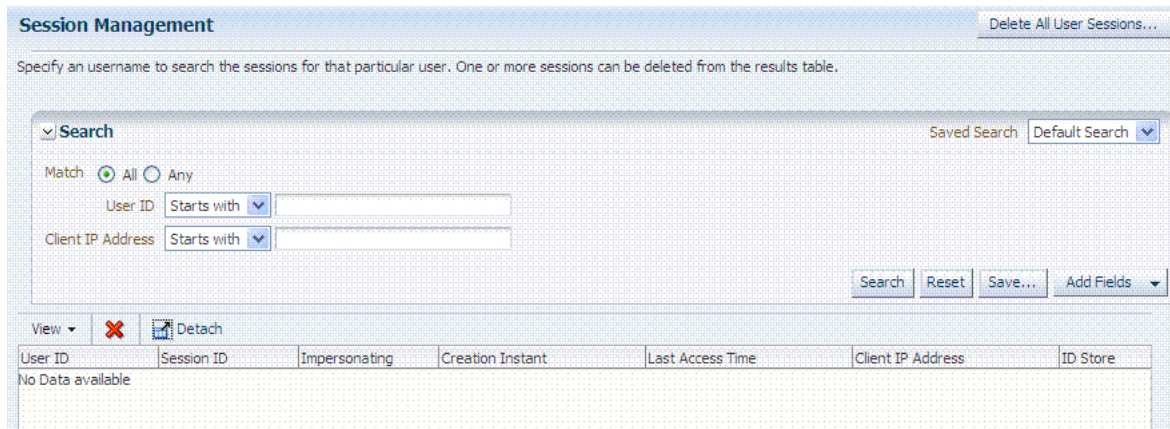 Session Management
Delete All User Sessions...
Specify an username to search the sessions for that particular user. One or more sessions can be deleted from the results table.
Search
Saved Search Default Search
Match All Any
User ID Starts with
Client IP Address Starts with
Search Reset Save... Add Fields
View Detach
User ID Session ID Impersonating Creation Instant Last Access Time Client IP Address ID Store
No Data available